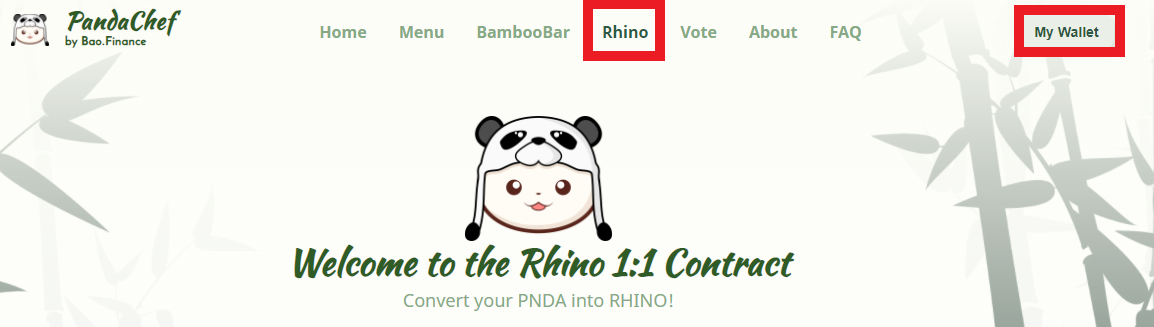 PandaChef
by Bao.Finance
Home Menu BambooBar Rhino Vote About FAQ My Wallet
Welcome to the Rhino 1:1 Contract
Convert your PNDA into RHINO!